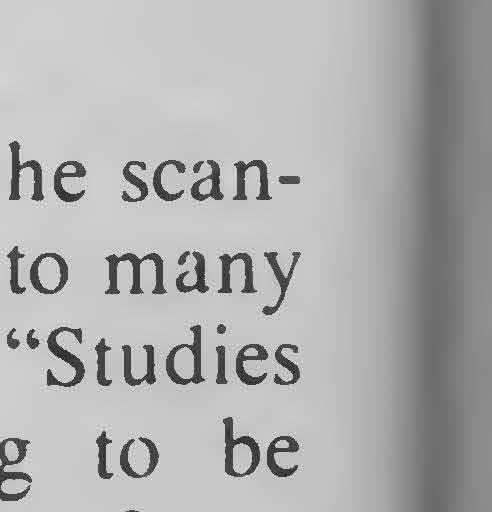 he scan-
to many
“Studies
g to be